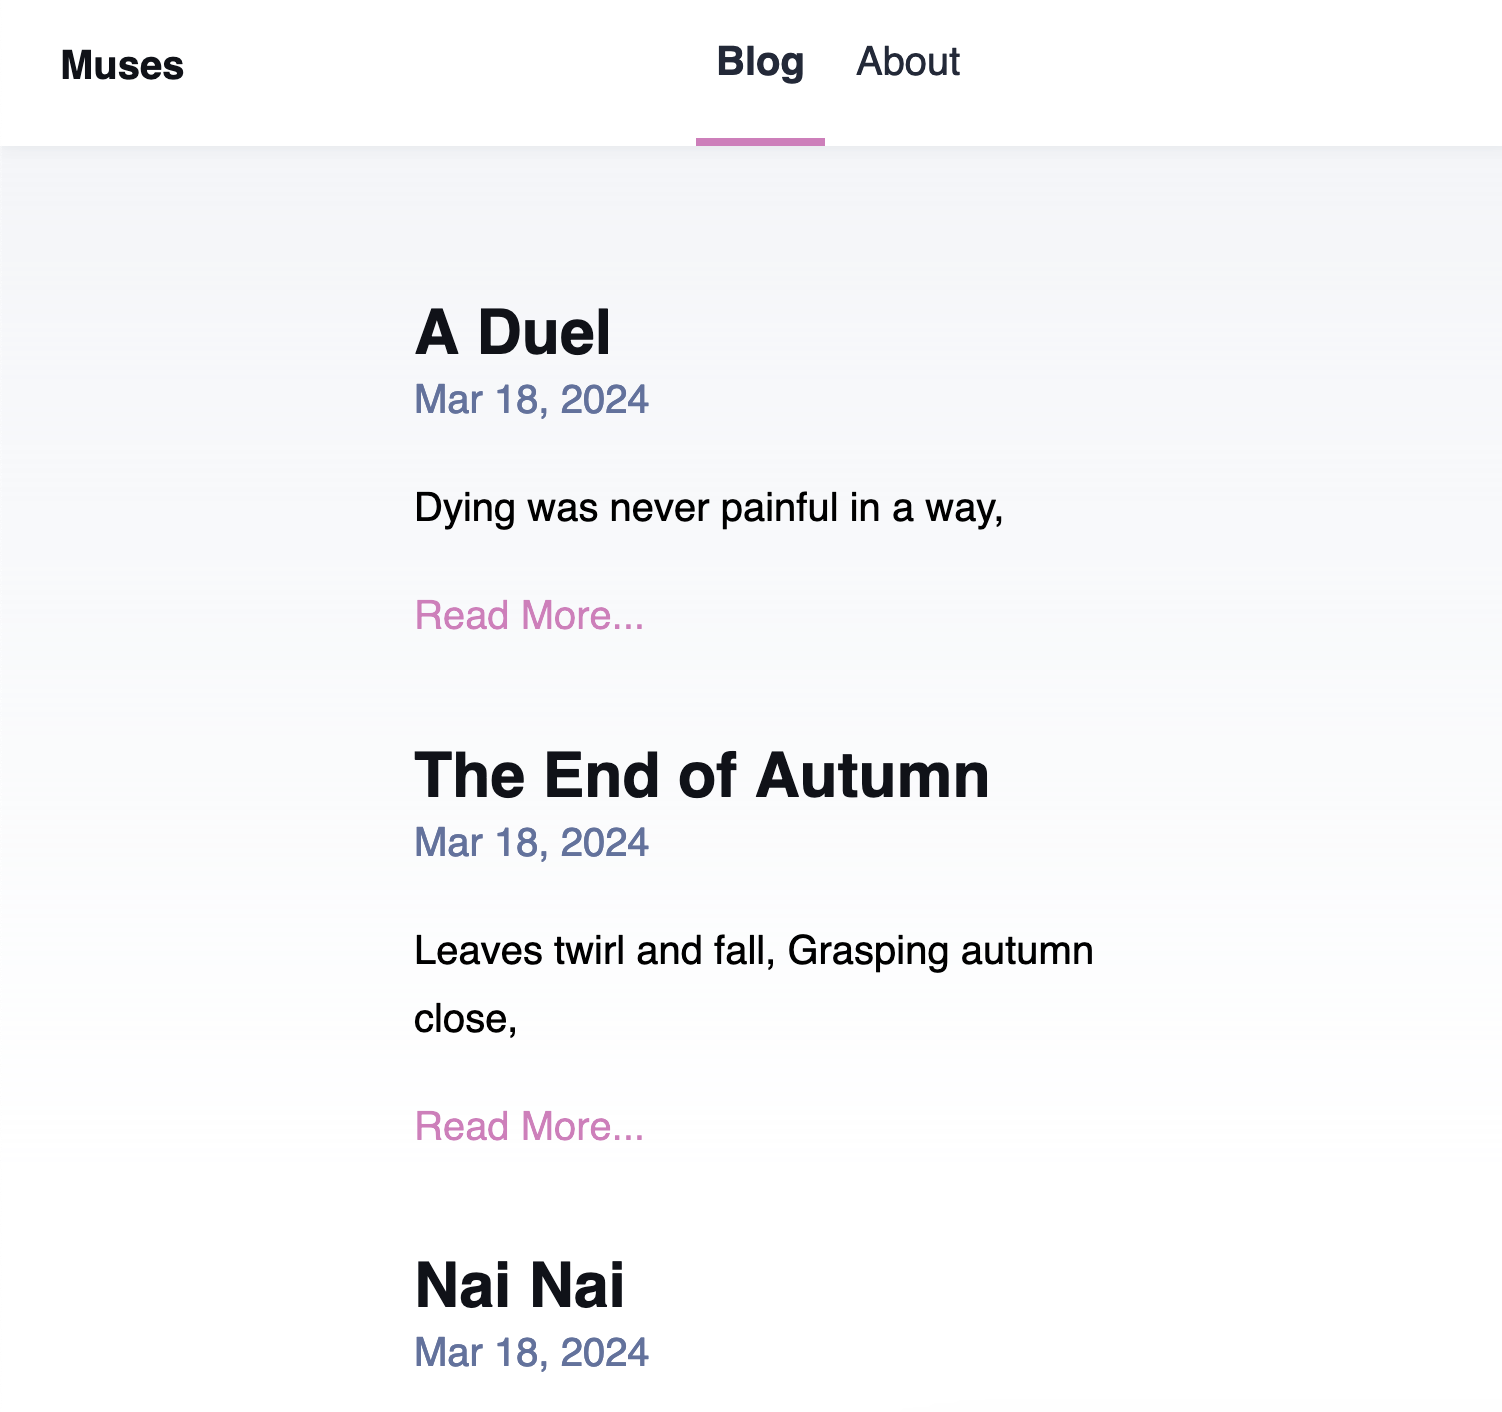 Muses
Blog About
A Duel
Mar 18, 2024
Dying was never painful in a way,
Read More...
The End of Autumn
Mar 18, 2024
Leaves twirl and fall, Grasping autumn
close,
Read More...
Nai Nai
Mar 18, 2024